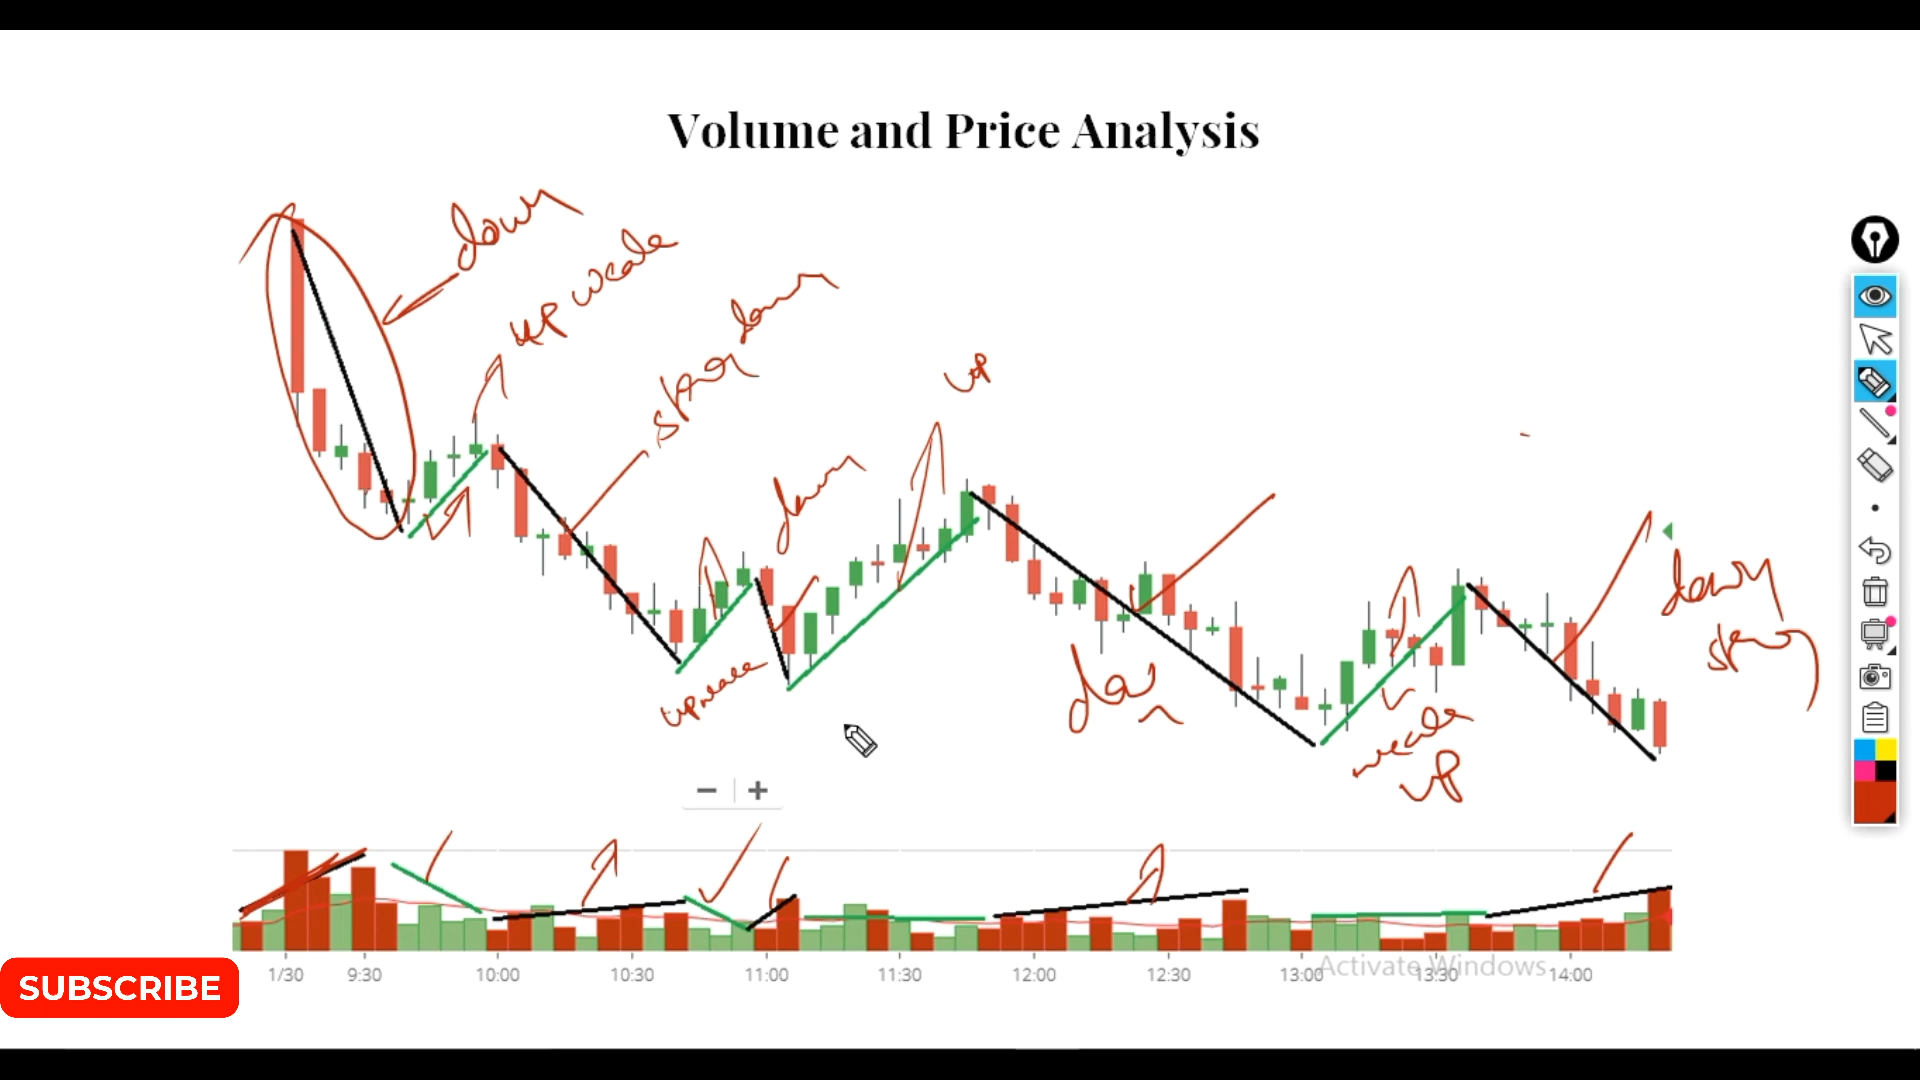 Volume and Price Analysis
down
up weak
strong down
up
down
up weak
down
weak
up
down
strong
1/30 9:30 10:00 10:30 11:00 11:30 12:00 12:30 13:00 13:30 14:00
Activate Windows
SUBSCRIBE